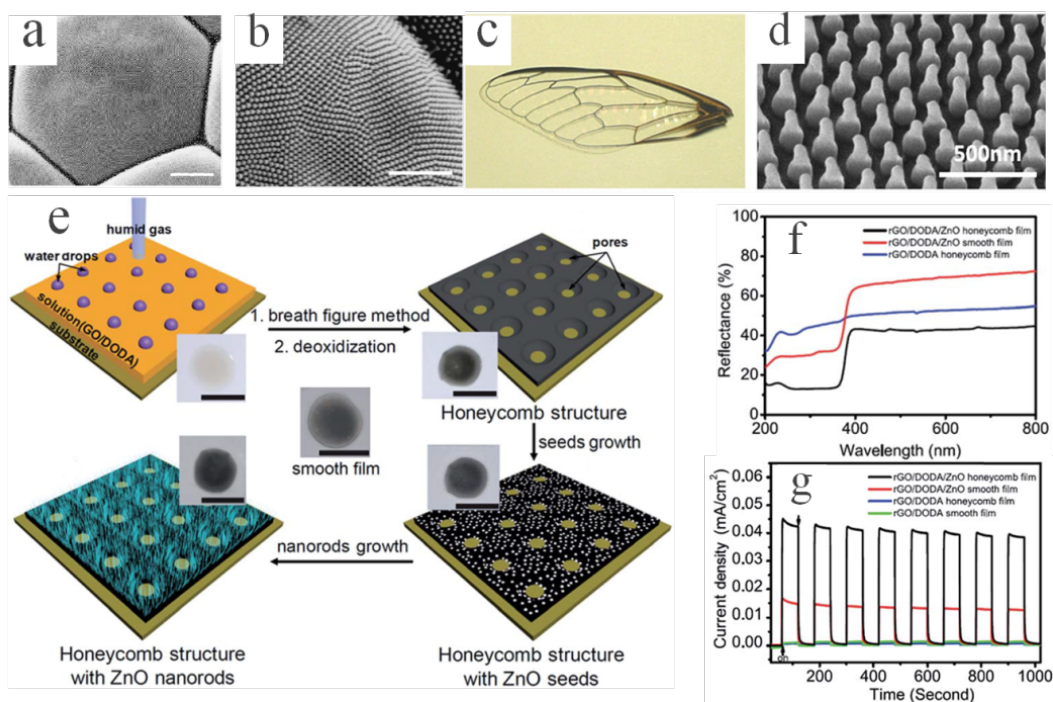 a
b
c
d
500nm
e
humid gas
water drops
solution(GO/DODA)
substrate
1. breath figure method
2. deoxidization
pores
Honeycomb structure
seeds growth
smooth film
nanorods growth
Honeycomb structure
with ZnO nanorods
Honeycomb structure
with ZnO seeds
f
rGO/DODA/ZnO honeycomb film
rGO/DODA/ZnO smooth film
rGO/DODA honeycomb film
Reflectance (%)
100
80
60
40
20
0
200 400 600 800
Wavelength (nm)
g
rGO/DODA/ZnO honeycomb film
rGO/DODA/ZnO smooth film
rGO/DODA honeycomb film
rGO/DODA smooth film
Current density (mA/cm²)
0.06
0.05
0.04
0.03
0.02
0.01
0.00
on
200 400 600 800 1000
Time (Second)